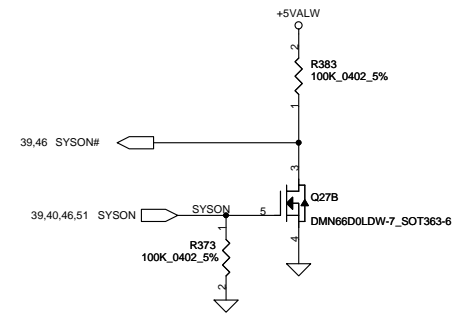 +5VALW
2
R383
100K_0402_5%
1
39,46 SYSON#
3
Q27B
39,40,46,51 SYSON
SYSON
5
DMN66D0LDW-7_SOT363-6
1
R373
100K_0402_5%
4
2